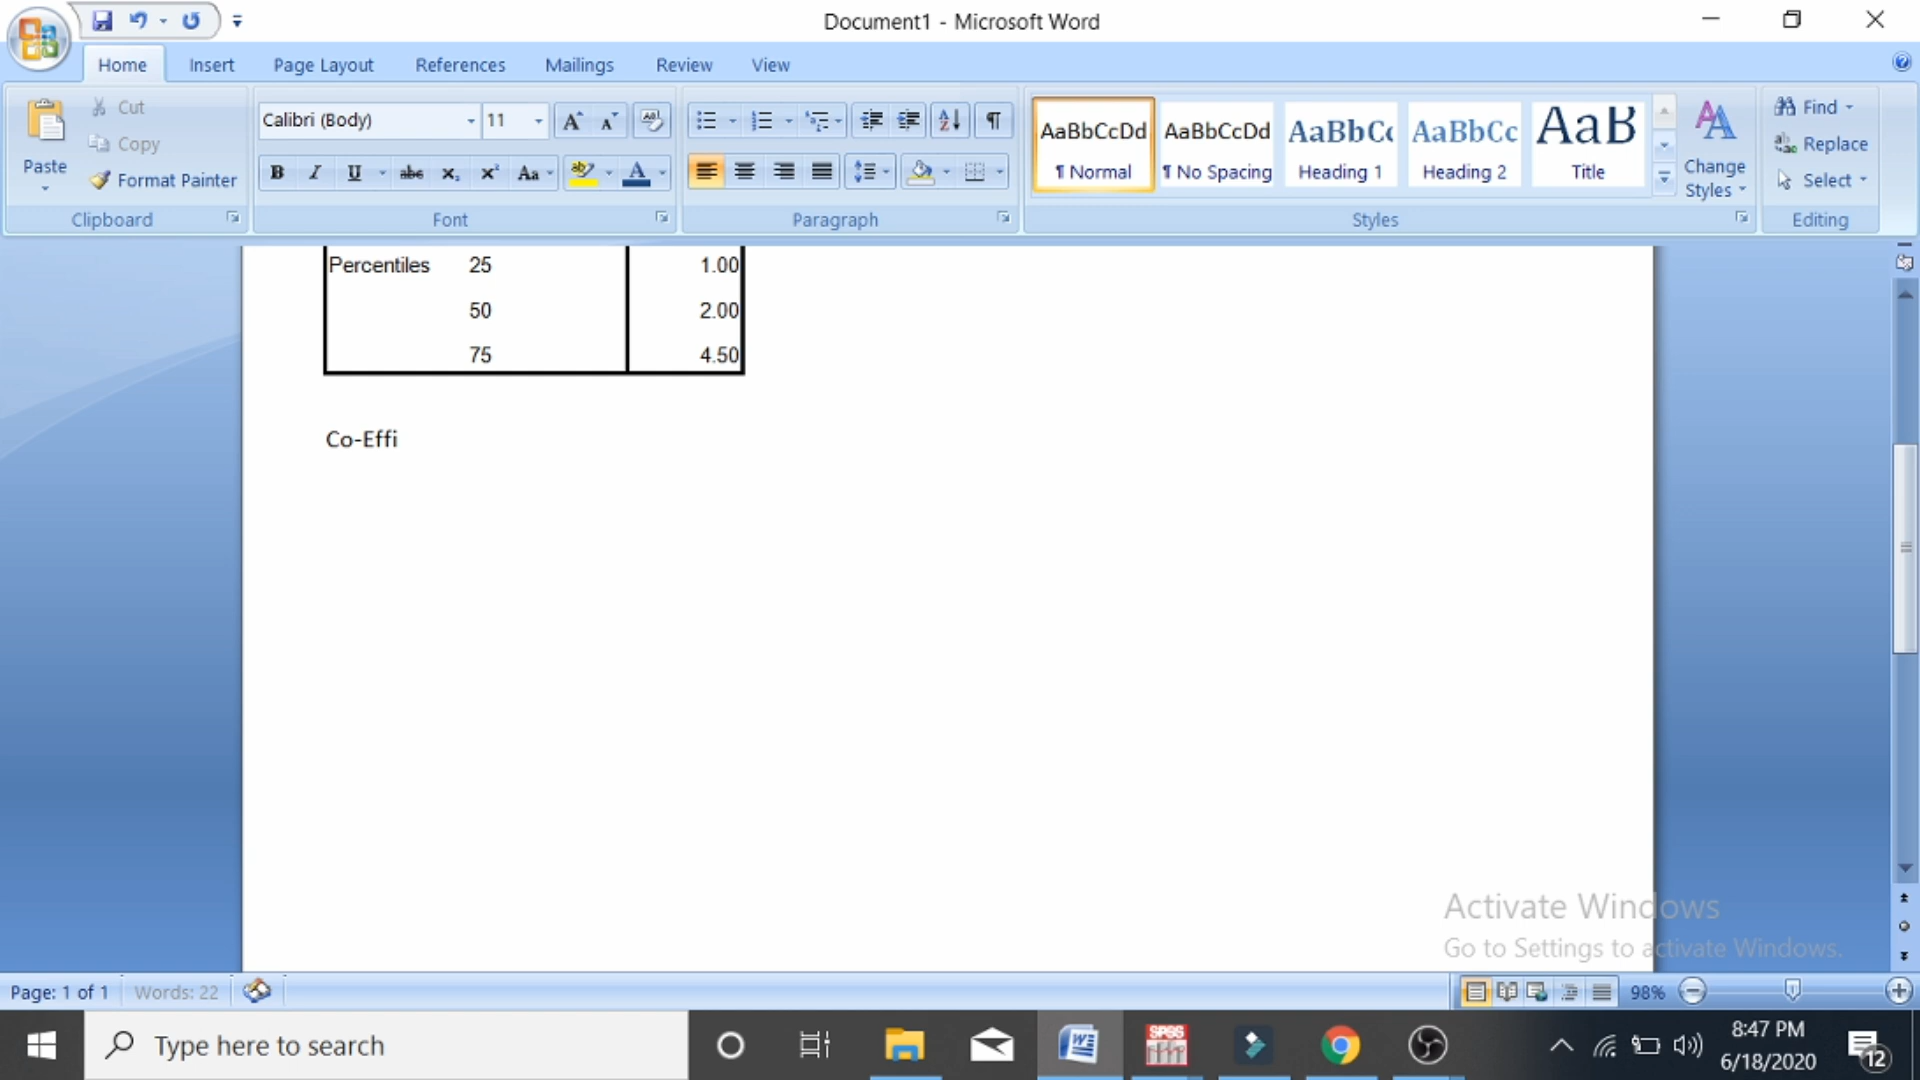 Document1 - Microsoft Word
Home Insert Page Layout References Mailings Review View
Paste
Cut
Copy
Format Painter
Clipboard
Calibri (Body) 11
Font
Paragraph
AaBbCcDd AaBbCcDd AaBbCc AaBbCc AaB
¶ Normal ¶ No Spacing Heading 1 Heading 2 Title
Change
Styles
Styles
Find
Replace
Select
Editing
Percentiles 25 1.00
50 2.00
75 4.50
Co-Effi
Activate Windows
Go to Settings to activate Windows.
Page: 1 of 1 Words: 22 98%
Type here to search
SPSS
8:47 PM
6/18/2020
12